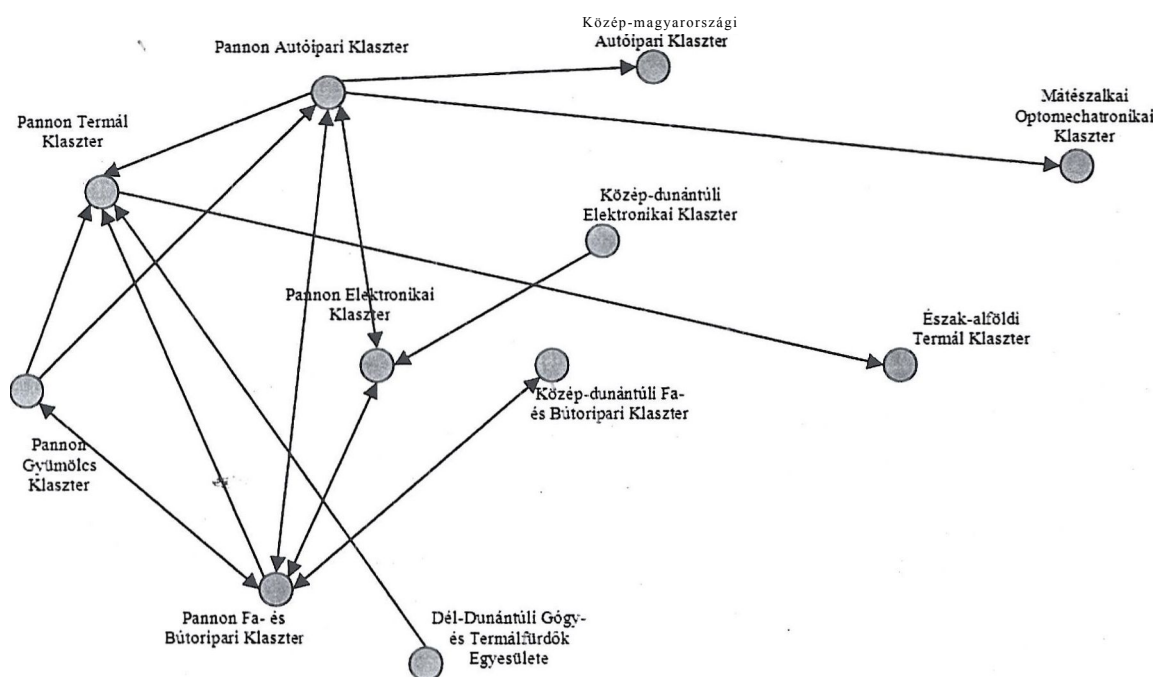 Közép-magyarországi
Autóipari Klaszter
Pannon Autóipari Klaszter
Mátészalkai
Optomechatronikai
Klaszter
Pannon Termál
Klaszter
Közép-dunántúli
Elektronikai Klaszter
Pannon Elektronikai
Klaszter
Észak-alföldi
Termál Klaszter
Közép-dunántúli Fa-
és Bútoripari Klaszter
Pannon
Gyümölcs
Klaszter
Pannon Fa- és
Bútoripari Klaszter
Dél-Dunántúli Gógy-
és Termálfürdők
Egyesülete